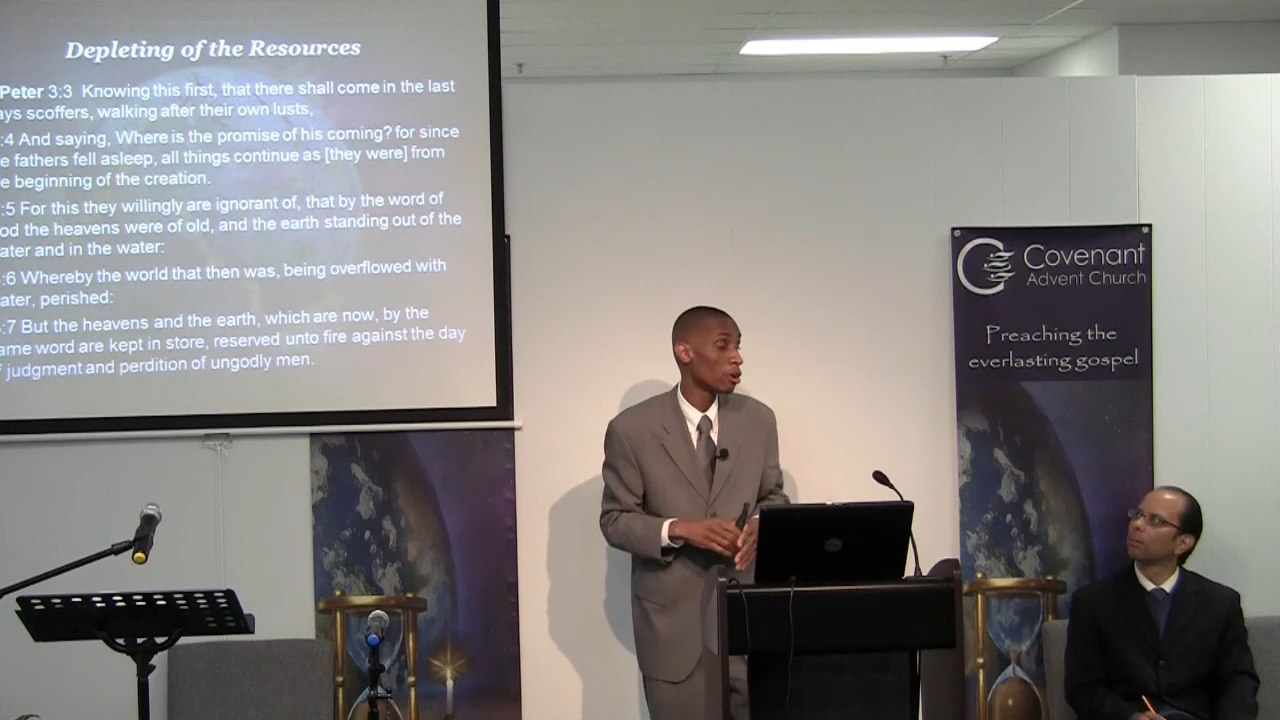 Depleting of the Resources
Peter 3:3 Knowing this first, that there shall come in the last
ays scoffers, walking after their own lusts,
:4 And saying, Where is the promise of his coming? for since
e fathers fell asleep, all things continue as [they were] from
e beginning of the creation.
:5 For this they willingly are ignorant of, that by the word of
od the heavens were of old, and the earth standing out of the
ater and in the water:
:6 Whereby the world that then was, being overflowed with
ater, perished:
:7 But the heavens and the earth, which are now, by the
ame word are kept in store, reserved unto fire against the day
f judgment and perdition of ungodly men.
Covenant
Advent Church
Preaching the
everlasting gospel